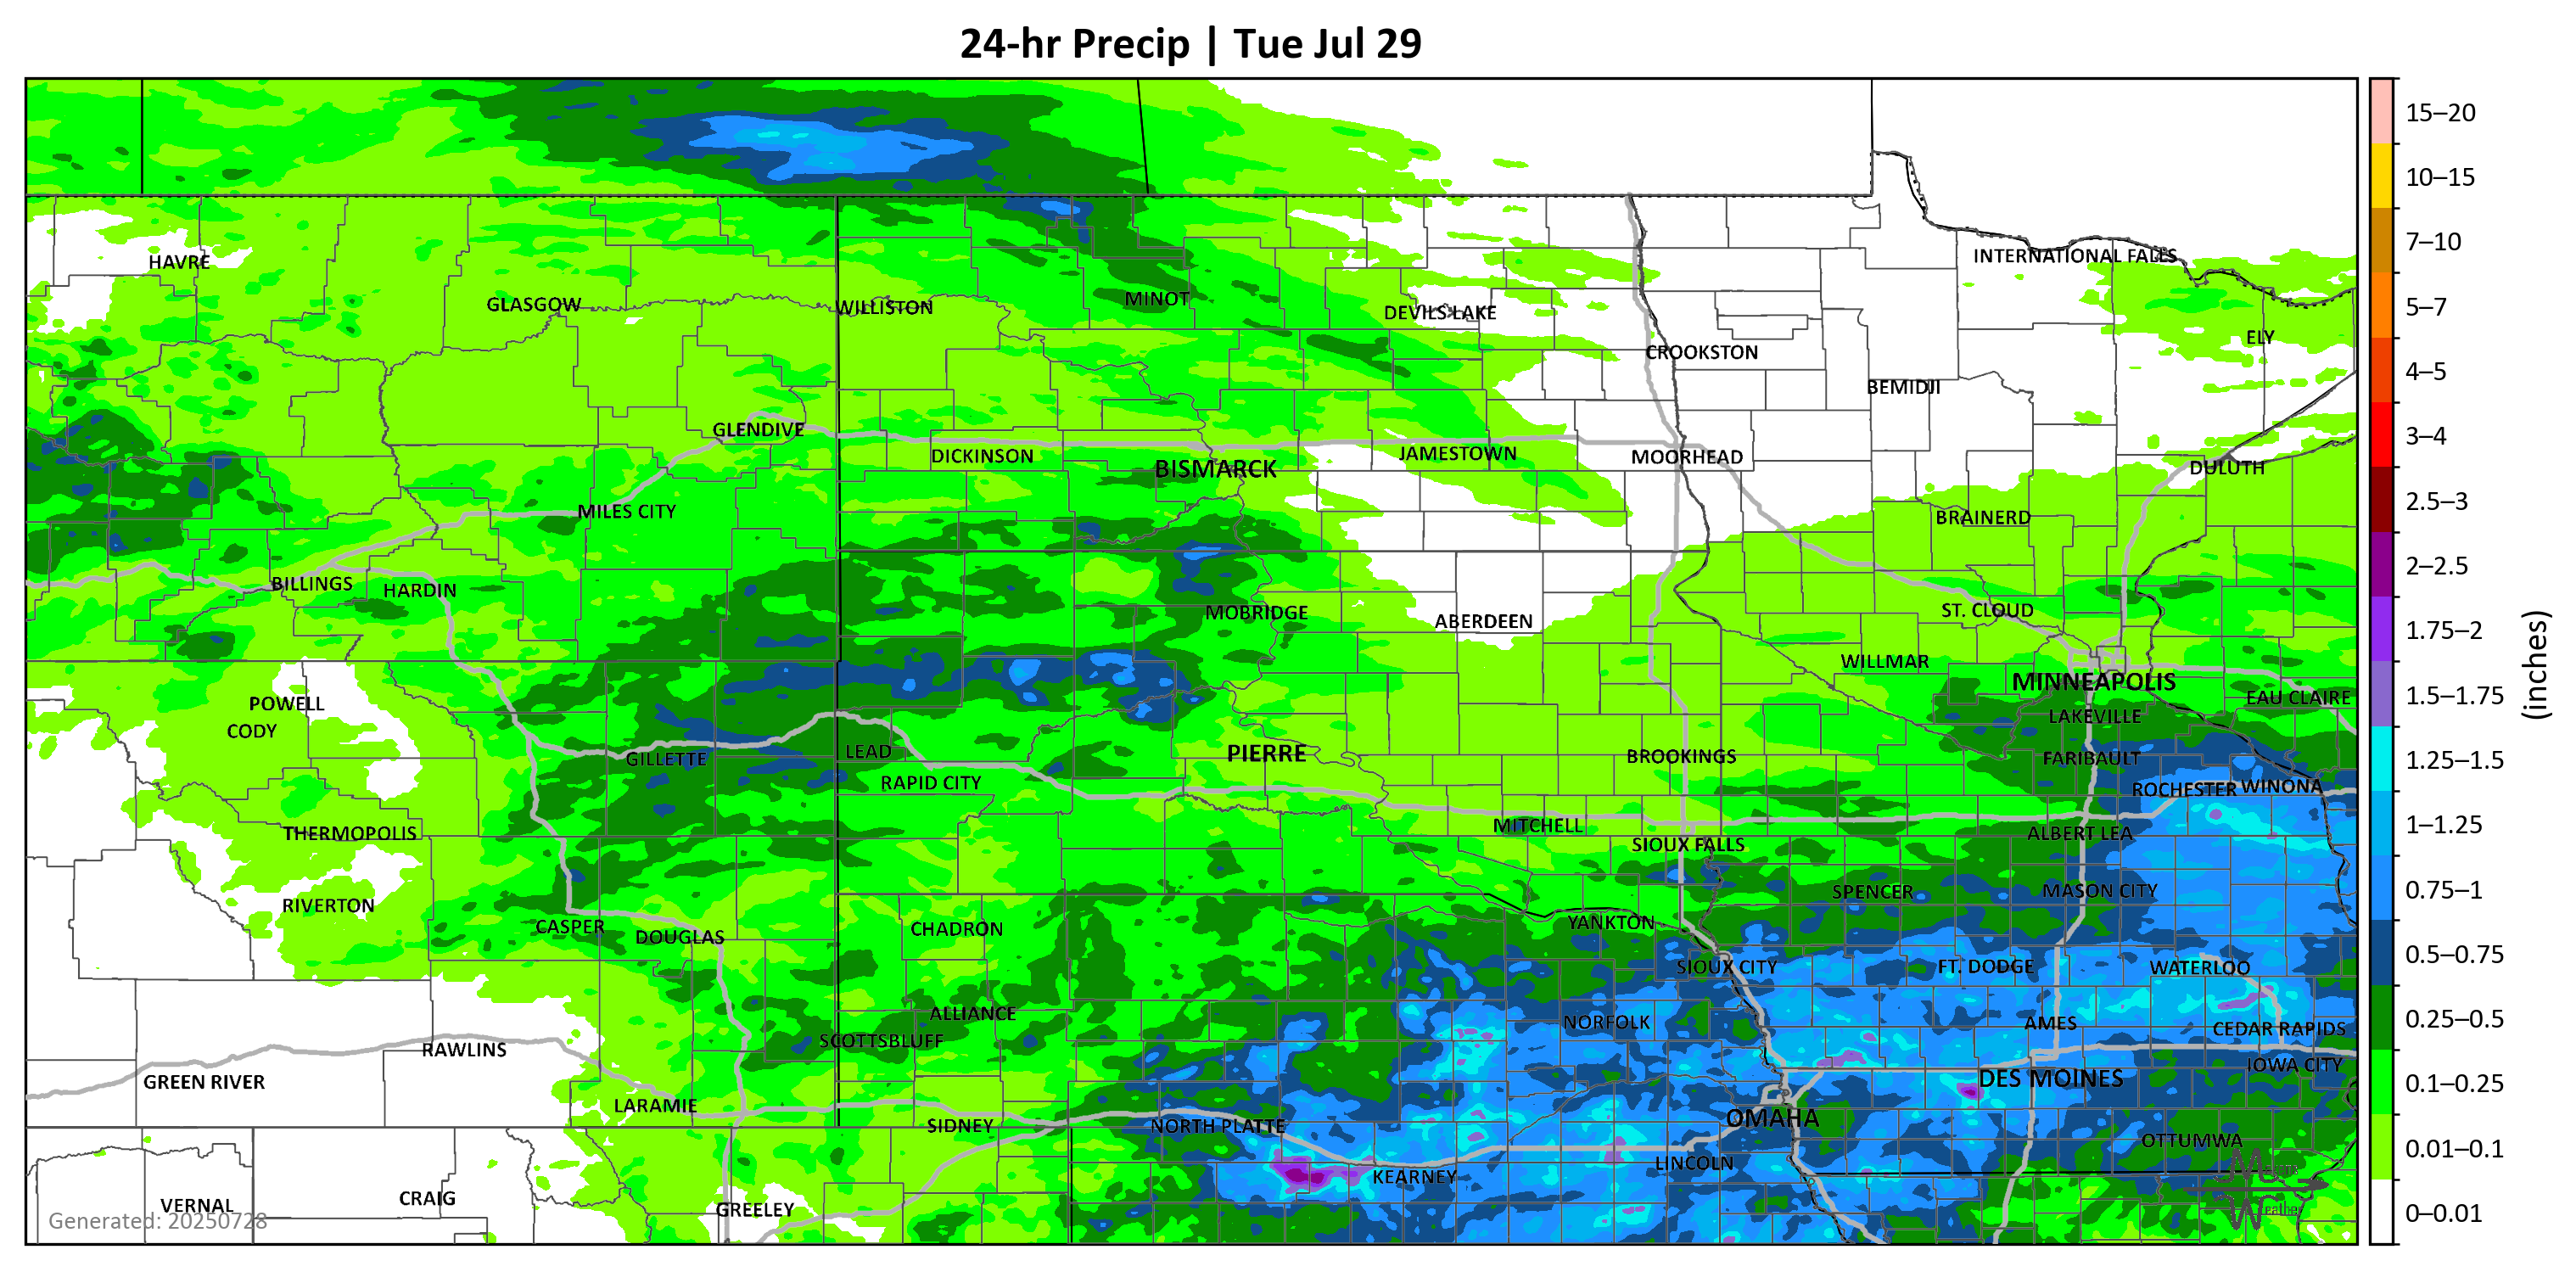 24-hr Precip | Tue Jul 29
15–20
10–15
7–10
5–7
4–5
3–4
2.5–3
2–2.5
1.75–2
1.5–1.75
1.25–1.5
1–1.25
0.75–1
0.5–0.75
0.25–0.5
0.1–0.25
0.01–0.1
0–0.01
(inches)
HAVRE
INTERNATIONAL FALLS
GLASGOW
WILLISTON
MINOT
DEVILS LAKE
ELY
CROOKSTON
BEMIDJI
GLENDIVE
DICKINSON
BISMARCK
JAMESTOWN
MOORHEAD
DULUTH
MILES CITY
BRAINERD
BILLINGS
HARDIN
MOBRIDGE
ABERDEEN
ST. CLOUD
WILLMAR
MINNEAPOLIS
EAU CLAIRE
POWELL
CODY
LAKEVILLE
GILLETTE
LEAD
PIERRE
BROOKINGS
FARIBAULT
RAPID CITY
ROCHESTER
WINONA
THERMOPOLIS
MITCHELL
ALBERT LEA
SIOUX FALLS
RIVERTON
SPENCER
MASON CITY
CASPER
DOUGLAS
CHADRON
YANKTON
SIOUX CITY
FT. DODGE
WATERLOO
ALLIANCE
NORFOLK
AMES
CEDAR RAPIDS
SCOTTSBLUFF
RAWLINS
IOWA CITY
GREEN RIVER
DES MOINES
LARAMIE
SIDNEY
NORTH PLATTE
OMAHA
OTTUMWA
LINCOLN
KEARNEY
VERNAL
CRAIG
GREELEY
Generated: 20250728
Weather